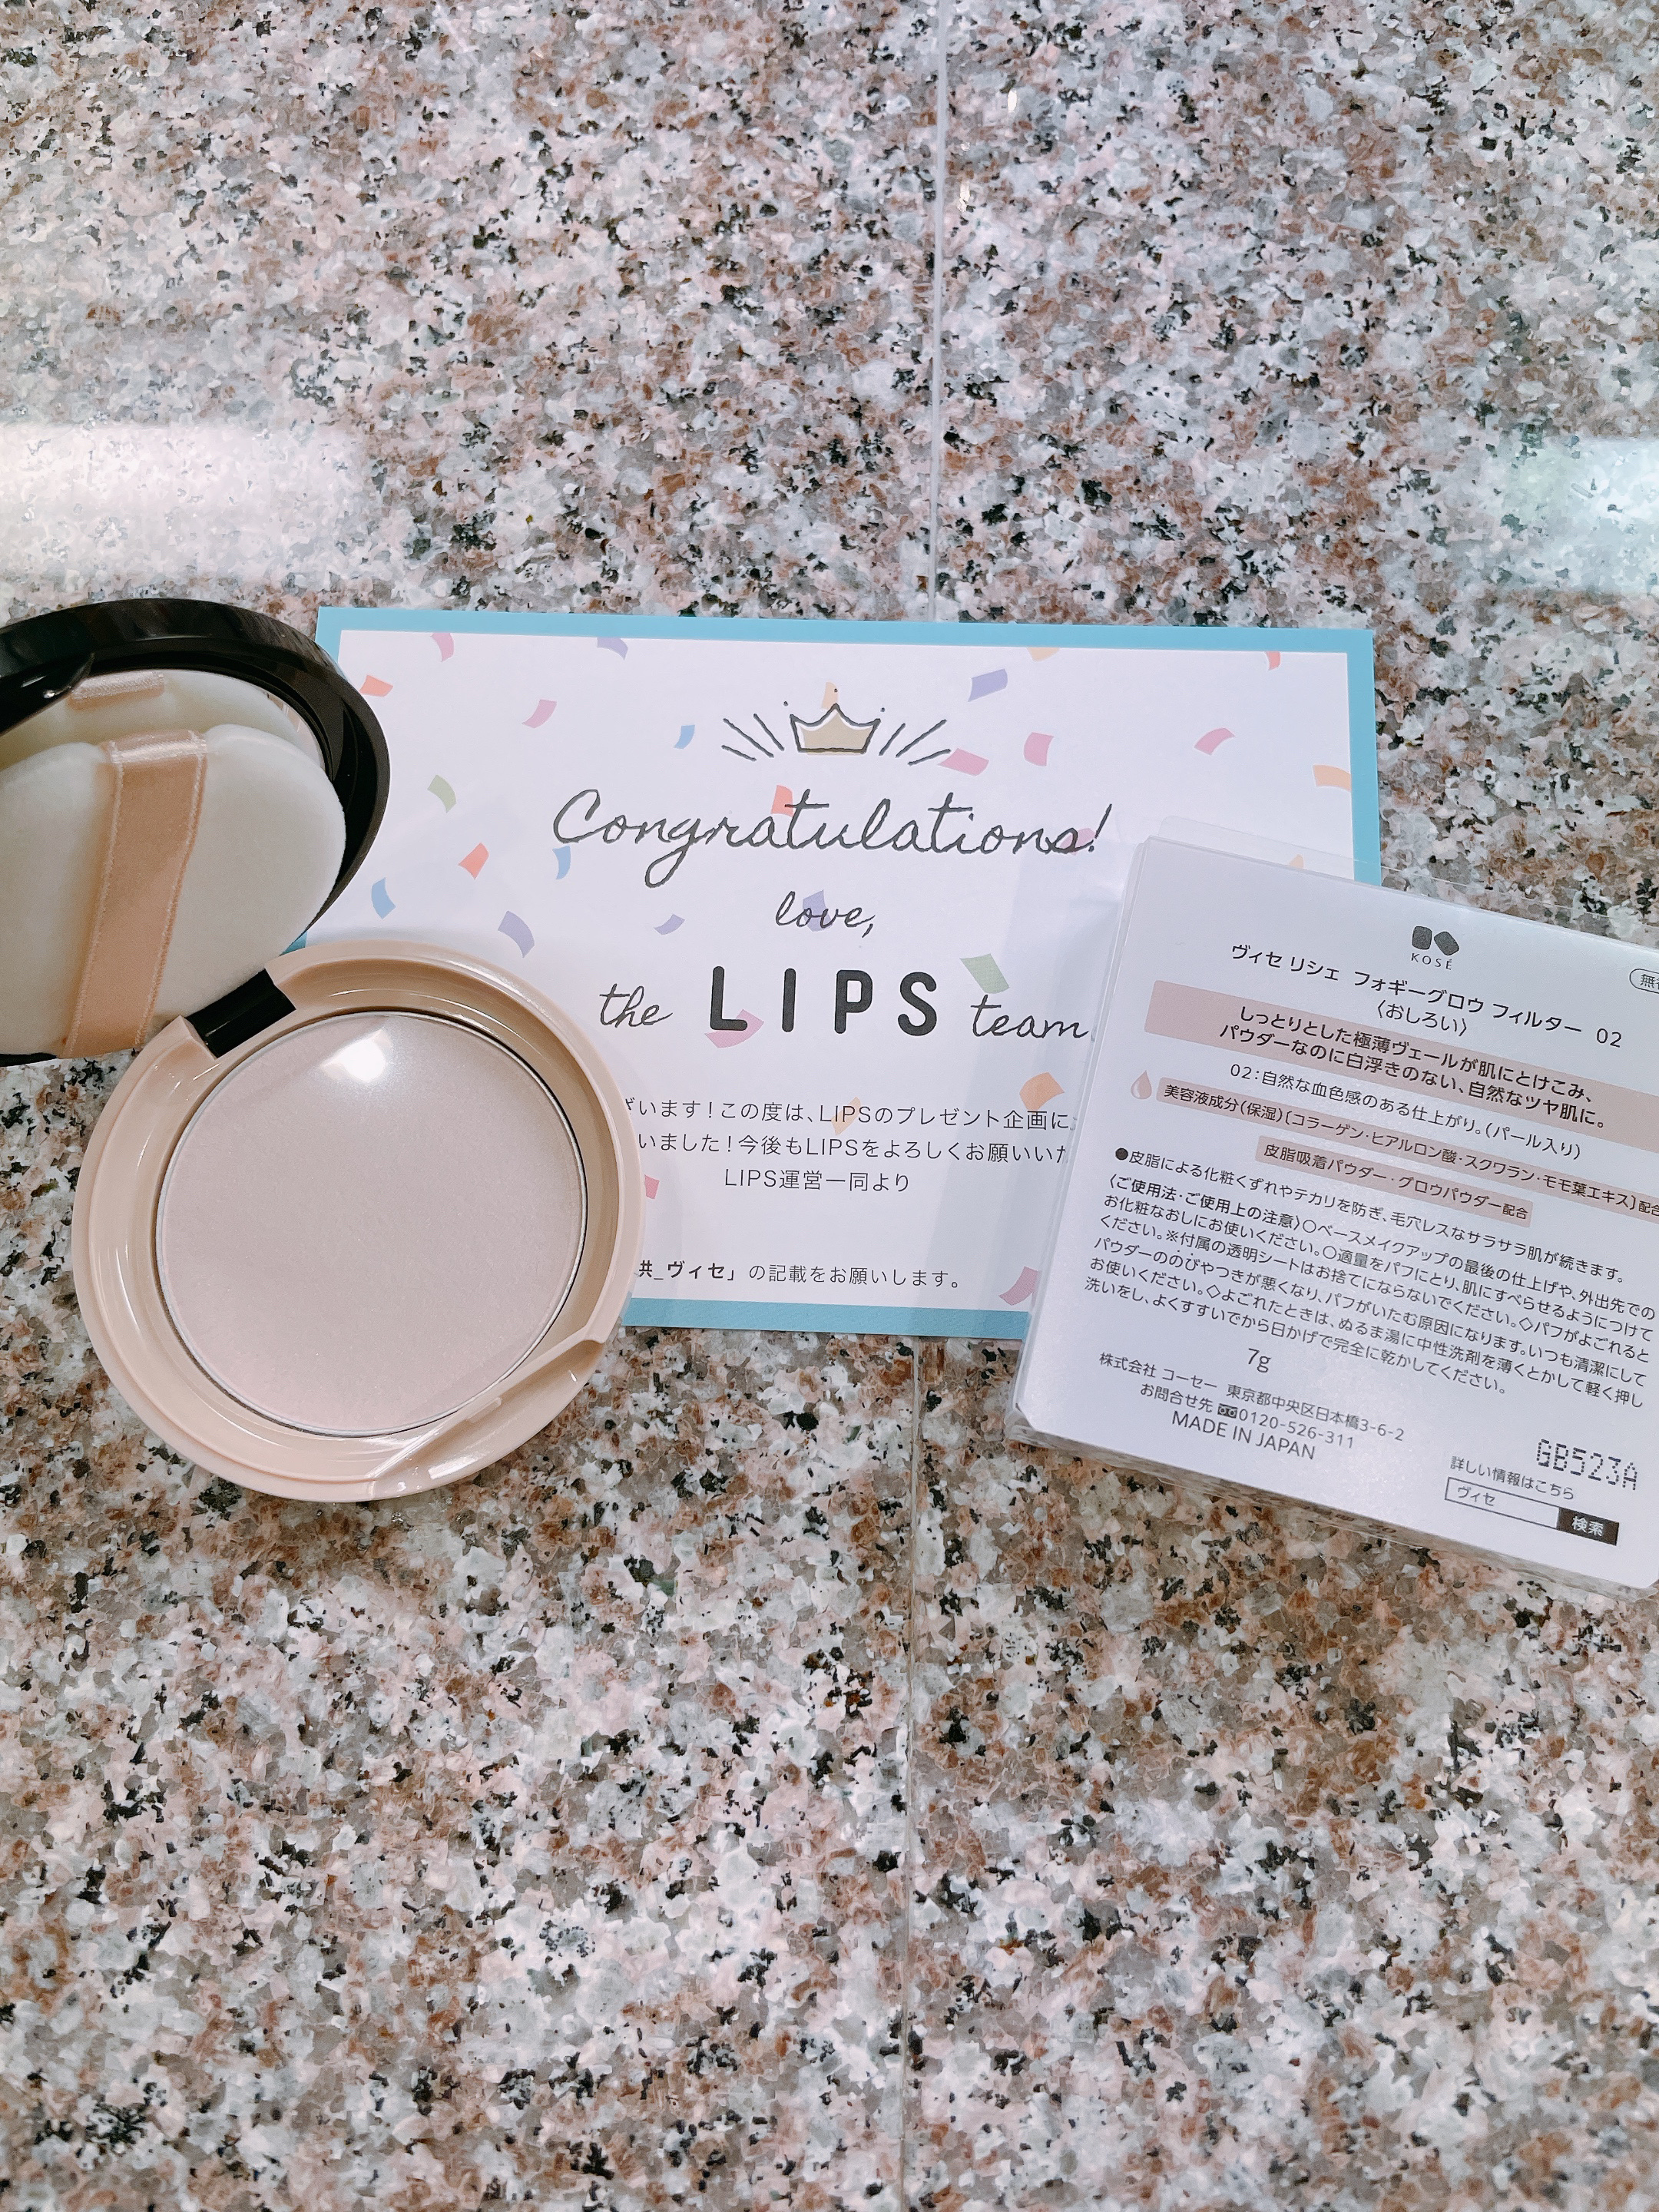 Congratulations!
love,
the LIPS team
ざいます！この度は、LIPSのプレゼント企画に
いました！今後もLIPSをよろしくお願いいた
LIPS運営一同より
供_ヴィセ」の記載をお願いします。
KOSÉ
ヴィセ リシェ フォギーグロウ フィルター 02
〈おしろい〉
無
しっとりとした極薄ヴェールが肌にとけこみ、
パウダーなのに白浮きのない、自然なツヤ肌に。
02：自然な血色感のある仕上がり。（パール入り）
美容液成分（保湿）〔コラーゲン・ヒアルロン酸・スクワラン・モモ葉エキス〕配合
皮脂吸着パウダー・グロウパウダー配合
●皮脂による化粧くずれやテカリを防ぎ、毛穴レスなサラサラ肌が続きます。
〈ご使用法・ご使用上の注意〉○ベースメイクアップの最後の仕上げや、外出先での
お化粧なおしにお使いください。○適量をパフにとり、肌にすべらせるようにつけて
ください。※付属の透明シートはお捨てにならないでください。◇パフがよごれると
パウダーののびやつきが悪くなり、パフがいたむ原因になります。いつも清潔にして
お使いください。◇よごれたときは、ぬるま湯に中性洗剤を薄くとかして軽く押し
洗いをし、よくすすいでから日かげで完全に乾かしてください。
7g
株式会社 コーセー 東京都中央区日本橋3-6-2
お問合せ先 0120-526-311
MADE IN JAPAN
GB523A
詳しい情報はこちら
ヴィセ 検索